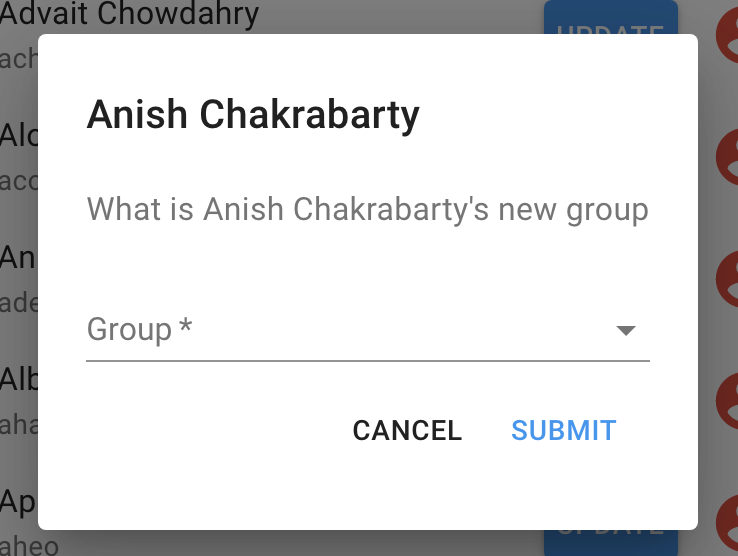 Advait Chowdahry
UPDATE
ach
Anish Chakrabarty
Alc
acc
What is Anish Chakrabarty's new group
An
ade
Group *
Alb
aha
CANCEL
SUBMIT
Ap
UPDATE
aheo